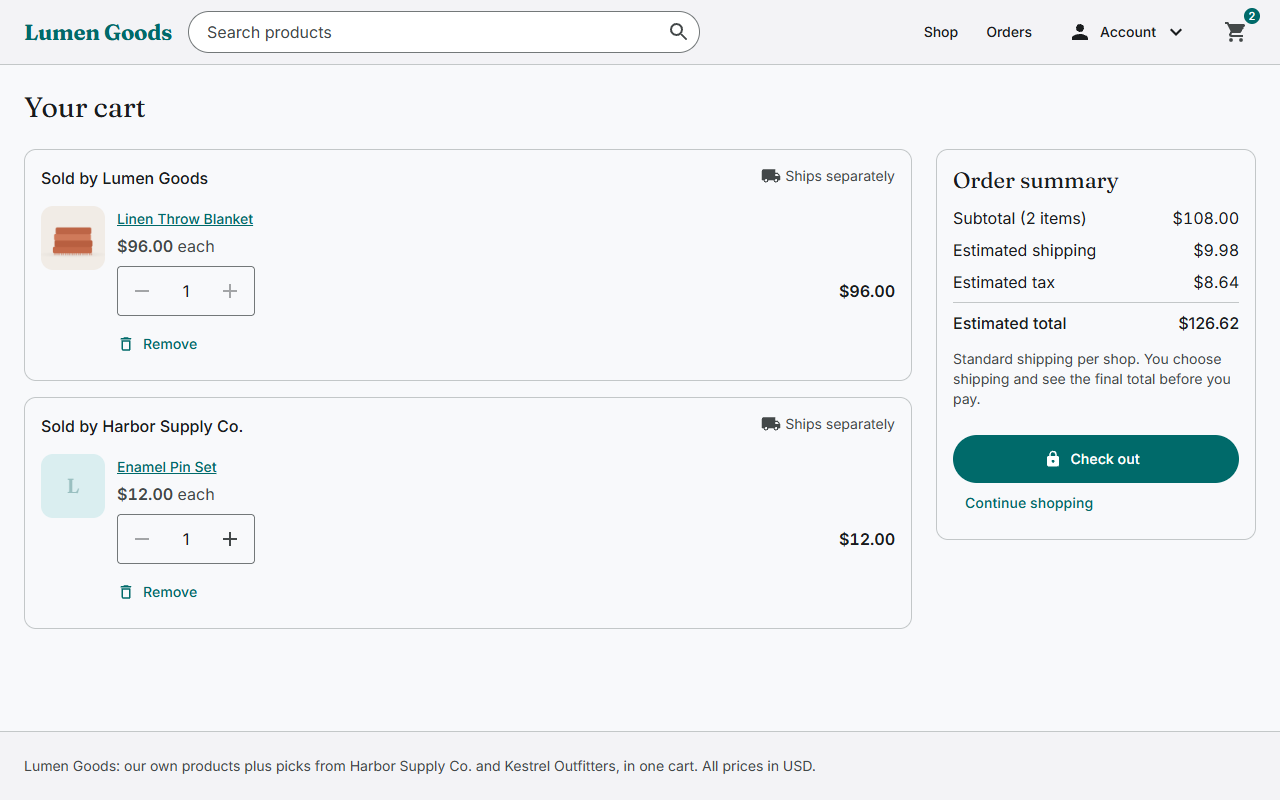 Lumen Goods
Search products
Shop
Orders
Account
2
Your cart
Sold by Lumen Goods
Ships separately
Linen Throw Blanket
$96.00 each
1
$96.00
Remove
Sold by Harbor Supply Co.
Ships separately
L
Enamel Pin Set
$12.00 each
1
$12.00
Remove
Order summary
Subtotal (2 items) $108.00
Estimated shipping $9.98
Estimated tax $8.64
Estimated total $126.62
Standard shipping per shop. You choose
shipping and see the final total before you
pay.
Check out
Continue shopping
Lumen Goods: our own products plus picks from Harbor Supply Co. and Kestrel Outfitters, in one cart. All prices in USD.